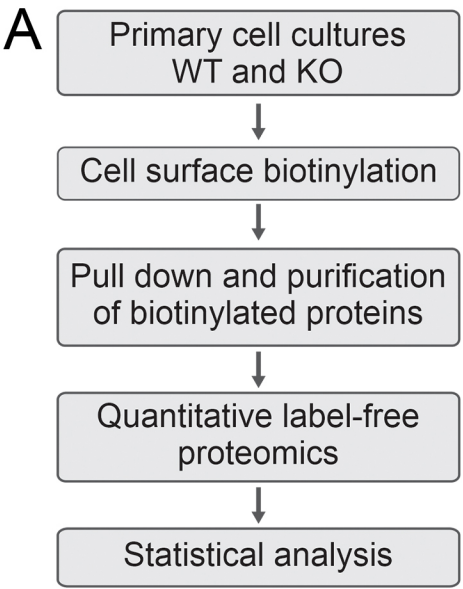 A
Primary cell cultures
WT and KO
Cell surface biotinylation
Pull down and purification
of biotinylated proteins
Quantitative label-free
proteomics
Statistical analysis